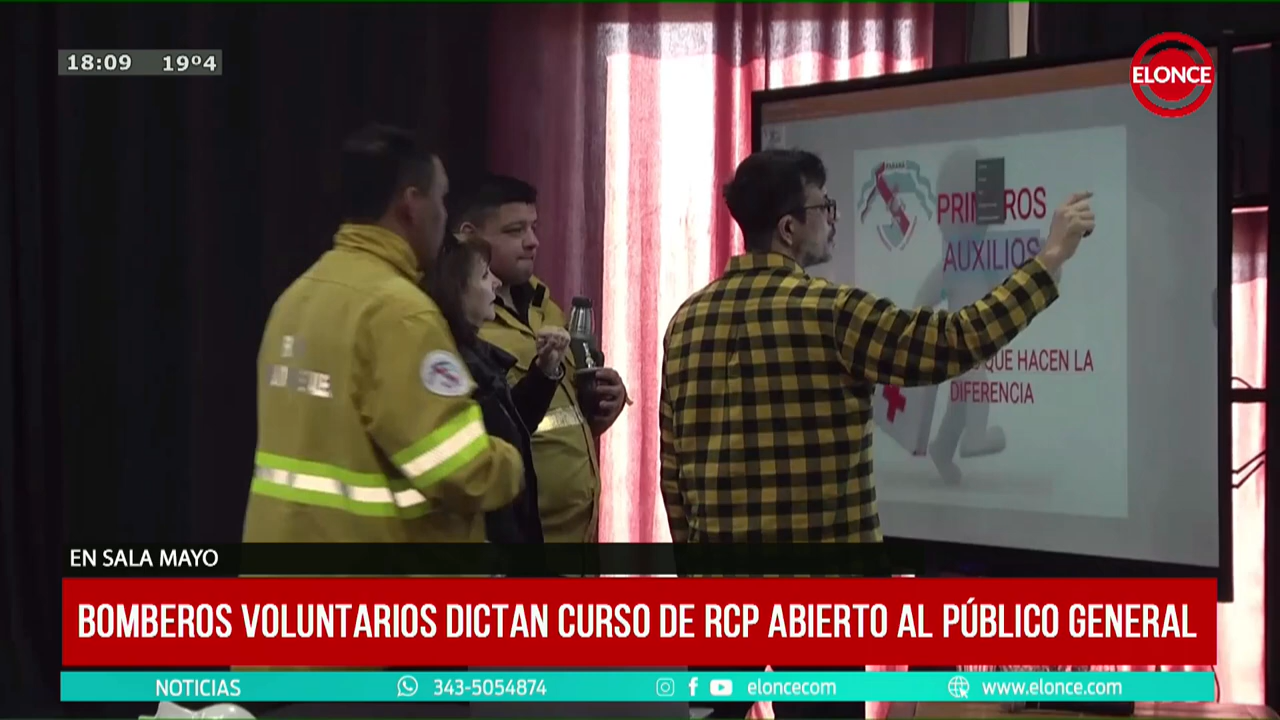 18:09 19º4
ELONCE
PARANÁ
AUXILIOS
QUE HACEN LA
DIFERENCIA
EN SALA MAYO
BOMBEROS VOLUNTARIOS DICTAN CURSO DE RCP ABIERTO AL PÚBLICO GENERAL
NOTICIAS 343-5054874 eloncecom www.elonce.com